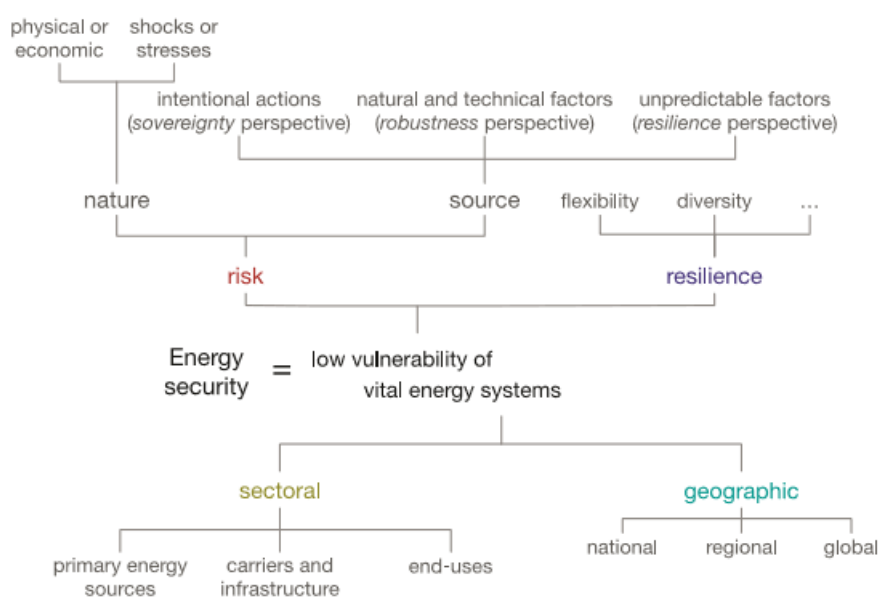 physical or
economic
shocks or
stresses
intentional actions
(sovereignty perspective)
natural and technical factors
(robustness perspective)
unpredictable factors
(resilience perspective)
nature
source
flexibility
diversity
...
risk
resilience
Energy
security
=
low vulnerability of
vital energy systems
sectoral
geographic
primary energy
sources
carriers and
infrastructure
end-uses
national
regional
global